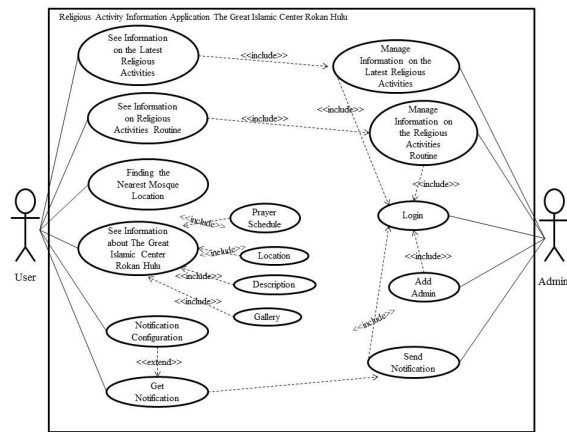 Religious Activity Information Application The Great Islamic Center Rokan Hulu
See Information
on the Latest
Religious
Activities
<<include>>
Manage
Information on the
Latest Religious
Activities
<<include>>
See Information
on Religious
Activities Routine
<<include>>
Manage
Information on
the Religious
Activities
Routine
Finding the
Nearest Mosque
Location
<<include>>
<<include>>
Prayer
Schedule
Login
User
See Information
about The Great
Islamic Center
Rokan Hulu
<<include>>
Location
<<include>>
Description
<<include>>
Add
Admin
Admin
<<include>>
Gallery
Notification
Configuration
<<include>>
<<extend>>
Send
Notification
Get
Notification